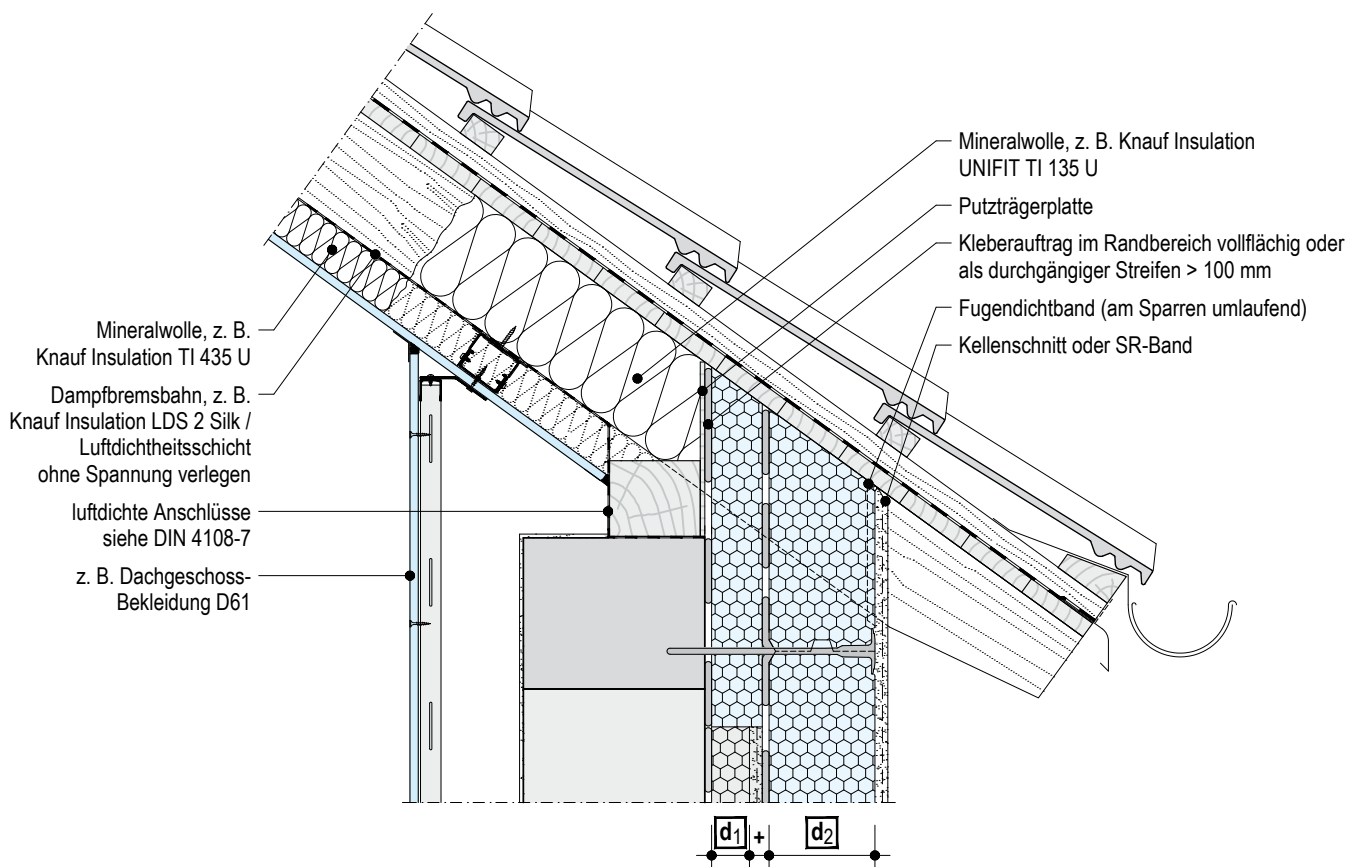 Mineralwolle, z. B. Knauf Insulation
UNIFIT TI 135 U
Putzträgerplatte
Kleberauftrag im Randbereich vollflächig oder
als durchgängiger Streifen > 100 mm
Fugendichtband (am Sparren umlaufend)
Kellenschnitt oder SR-Band
Mineralwolle, z. B.
Knauf Insulation TI 435 U
Dampfbremsbahn, z. B.
Knauf Insulation LDS 2 Silk /
Luftdichtheitsschicht
ohne Spannung verlegen
luftdichte Anschlüsse
siehe DIN 4108-7
z. B. Dachgeschoss-
Bekleidung D61
d1 + d2